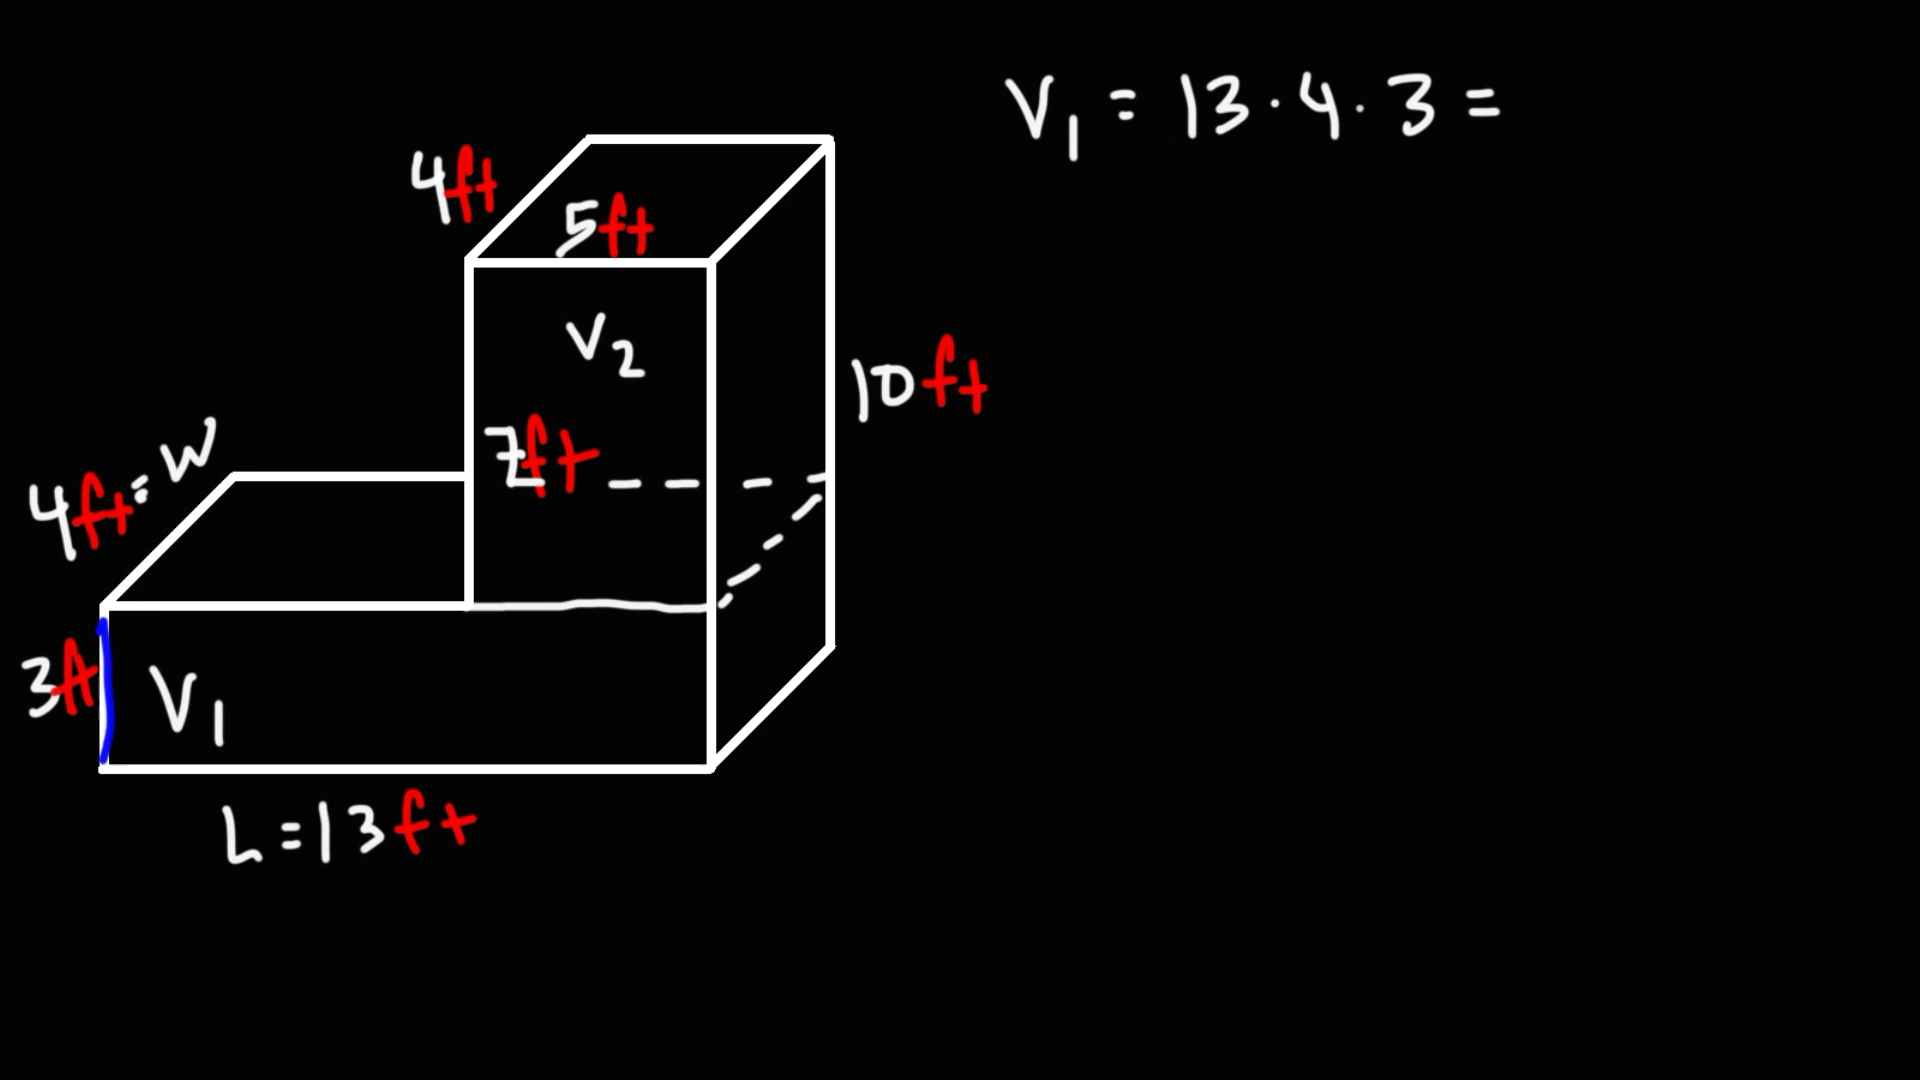 V₁ = 13 · 4 · 3 =
4ft
5ft
V₂
10ft
7ft
4ft = W
3ft
V₁
L = 13ft